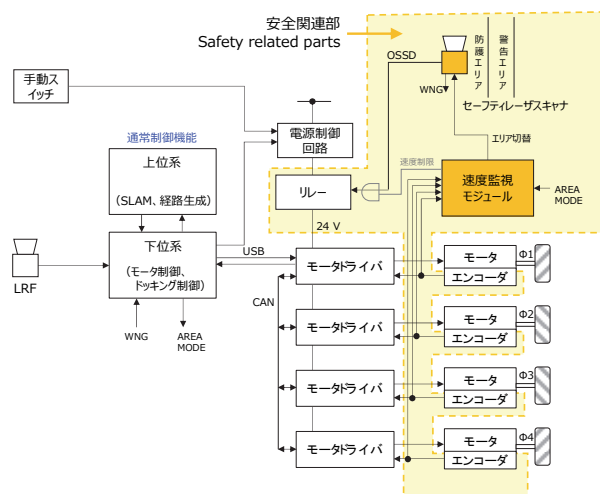 安全関連部
Safety related parts
OSSD
防護エリア
警告エリア
WNG
セーフティレーザスキャナ
手動ス
イッチ
電源制御
回路
エリア切替
通常制御機能
上位系
(SLAM、経路生成)
速度制限
リレー
速度監視
モジュール
AREA
MODE
24 V
下位系
(モータ制御、
ドッキング制御)
USB
LRF
WNG
AREA
MODE
CAN
モータドライバ
モータ
エンコーダ
Φ1
モータドライバ
モータ
エンコーダ
Φ2
モータドライバ
モータ
エンコーダ
Φ3
モータドライバ
モータ
エンコーダ
Φ4